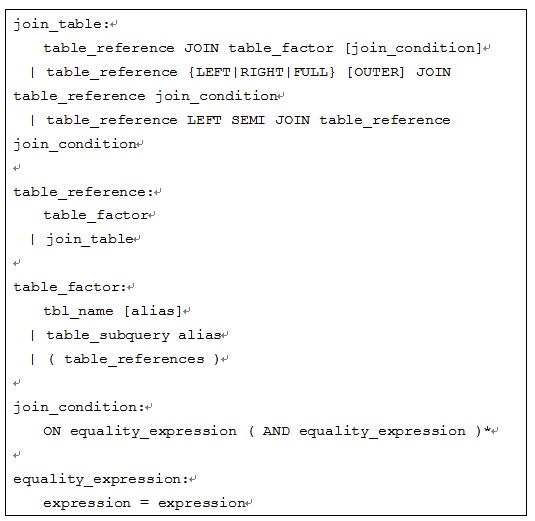 join_table:
table_reference JOIN table_factor [join_condition]
| table_reference {LEFT|RIGHT|FULL} [OUTER] JOIN
table_reference join_condition
| table_reference LEFT SEMI JOIN table_reference
join_condition
table_reference:
table_factor
| join_table
table_factor:
tbl_name [alias]
| table_subquery alias
| ( table_references )
join_condition:
ON equality_expression ( AND equality_expression )*
equality_expression:
expression = expression